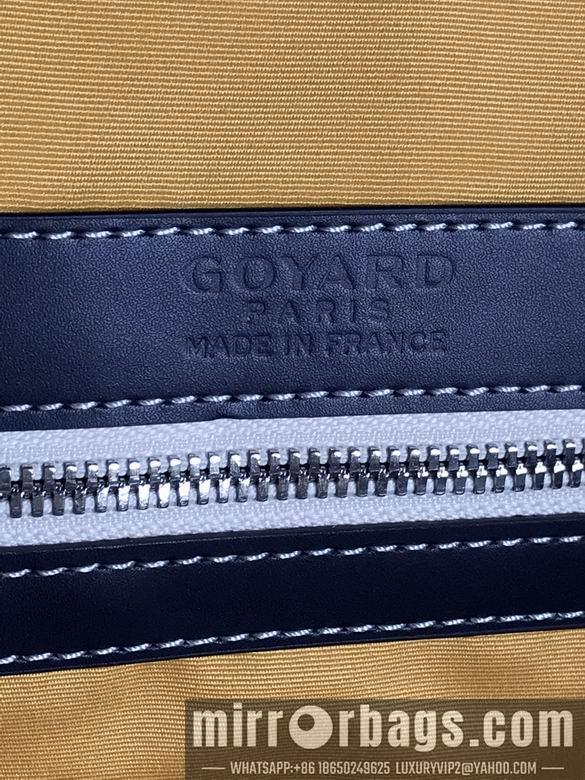 GOYARD
PARIS
MADE IN FRANCE
mirrorbags.com
WHATSAPP:+86 18650249625 LUXURYVIP2@YAHOO.COM